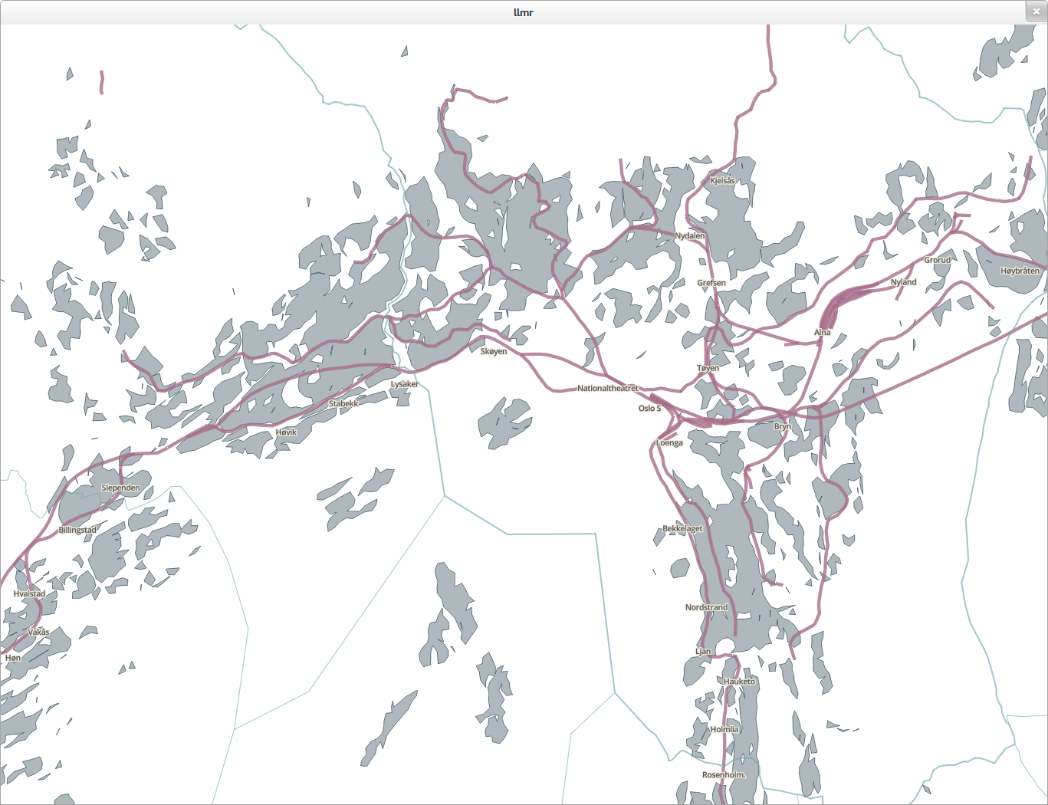 llmr
Kjelsås
Nydalen
Grorud
Høybråten
Grefsen
Nyland
Alna
Skøyen
Tøyen
Lysaker
Nationaltheatret
Stabekk
Oslo S
Høvik
Bryn
Loenga
Slependen
Billingstad
Bekkelaget
Hvalstad
Nordstrand
Vakås
Høn
Ljan
Hauketo
Holmlia
Rosenholm